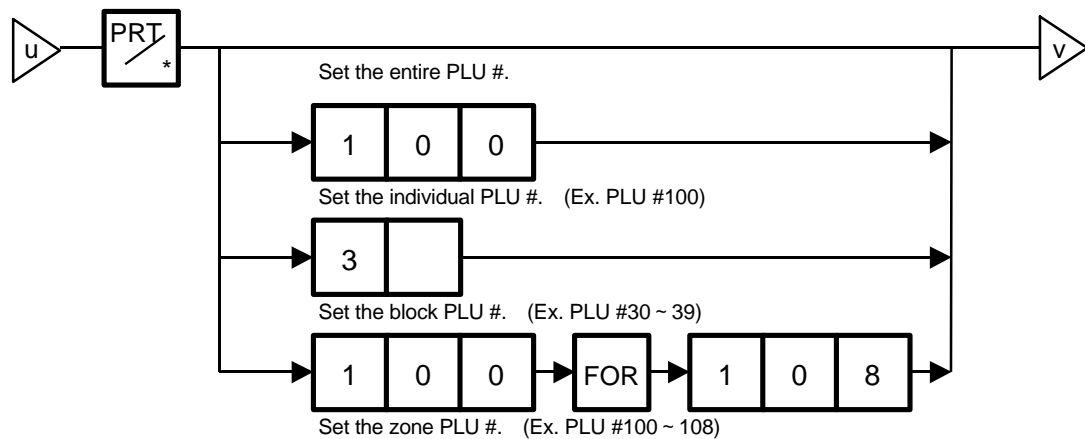 u PRT * v
Set the entire PLU #.
1 0 0
Set the individual PLU #. (Ex. PLU #100)
3
Set the block PLU #. (Ex. PLU #30 ~ 39)
1 0 0 FOR 1 0 8
Set the zone PLU #. (Ex. PLU #100 ~ 108)